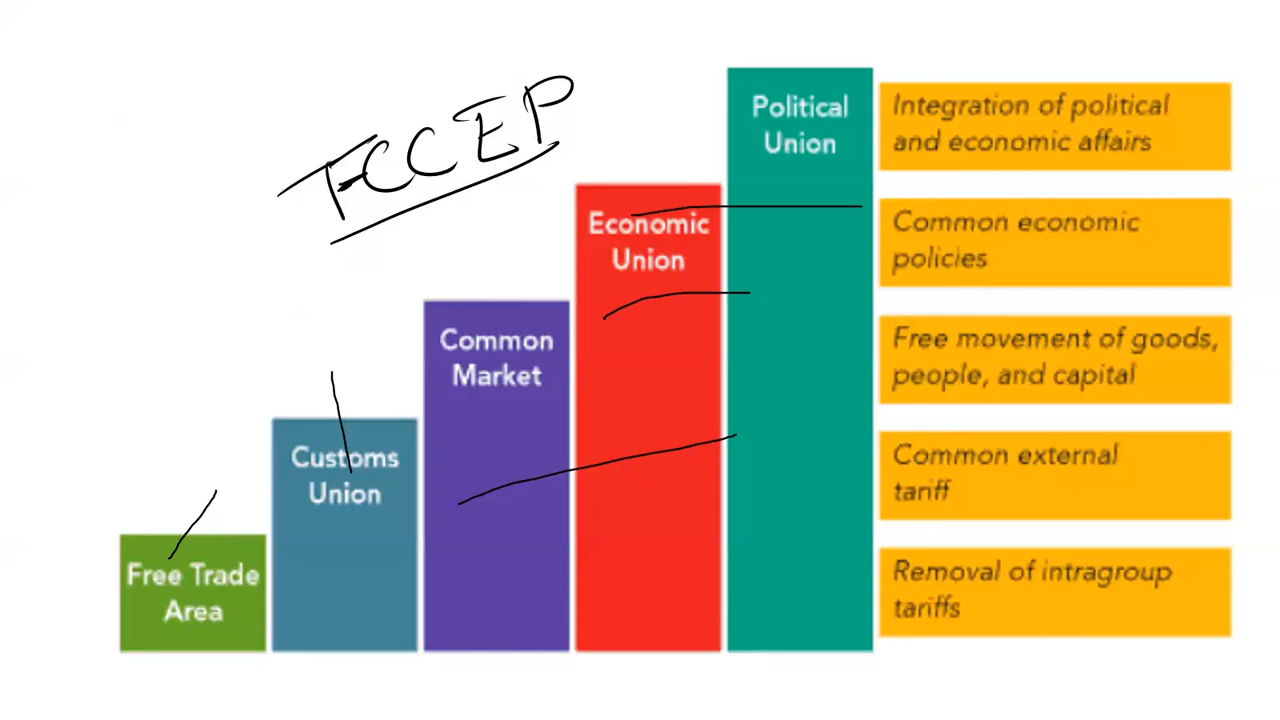 FCCEP
Political
Union
Integration of political
and economic affairs
Economic
Union
Common economic
policies
Common
Market
Free movement of goods,
people, and capital
Customs
Union
Common external
tariff
Free Trade
Area
Removal of intragroup
tariffs